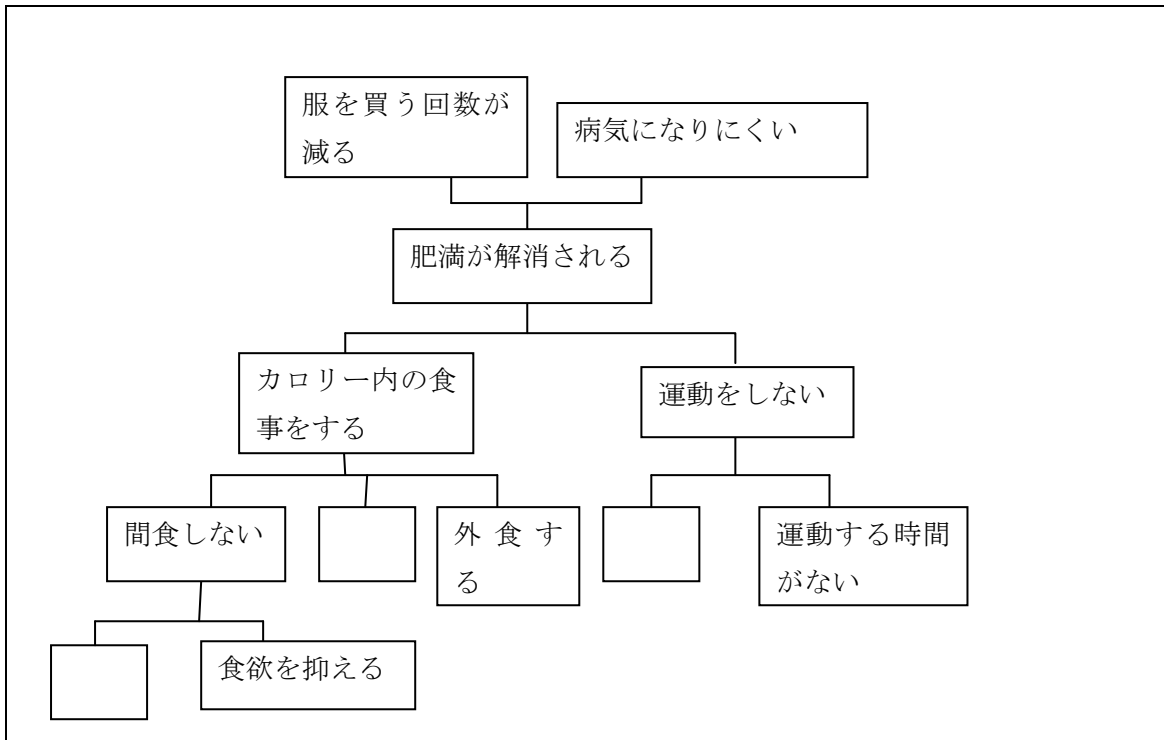 服を買う回数が
減る
病気になりにくい
肥満が解消される
カロリー内の食
事をする
運動をしない
間食しない
外食す
る
運動する時間
がない
食欲を抑える